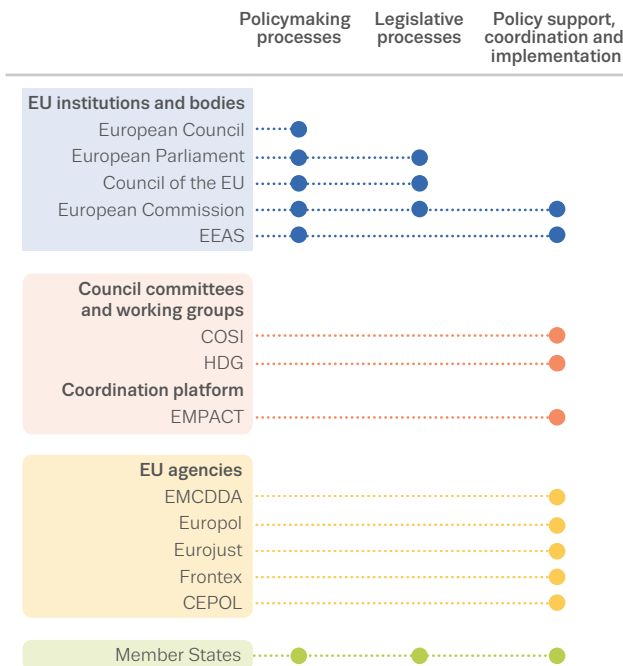 Policymaking processes
Legislative processes
Policy support, coordination and implementation
EU institutions and bodies
European Council
European Parliament
Council of the EU
European Commission
EEAS
Council committees
and working groups
COSI
HDG
Coordination platform
EMPACT
EU agencies
EMCDDA
Europol
Eurojust
Frontex
CEPOL
Member States